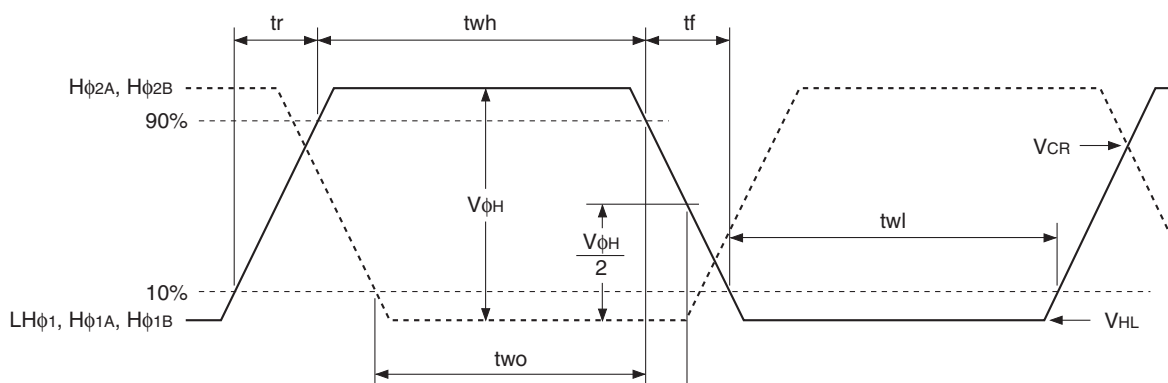 tr
twh
tf
Hϕ2A, Hϕ2B
90%
VCR
VϕH
VϕH
2
twl
10%
LHϕ1, Hϕ1A, Hϕ1B
VHL
two